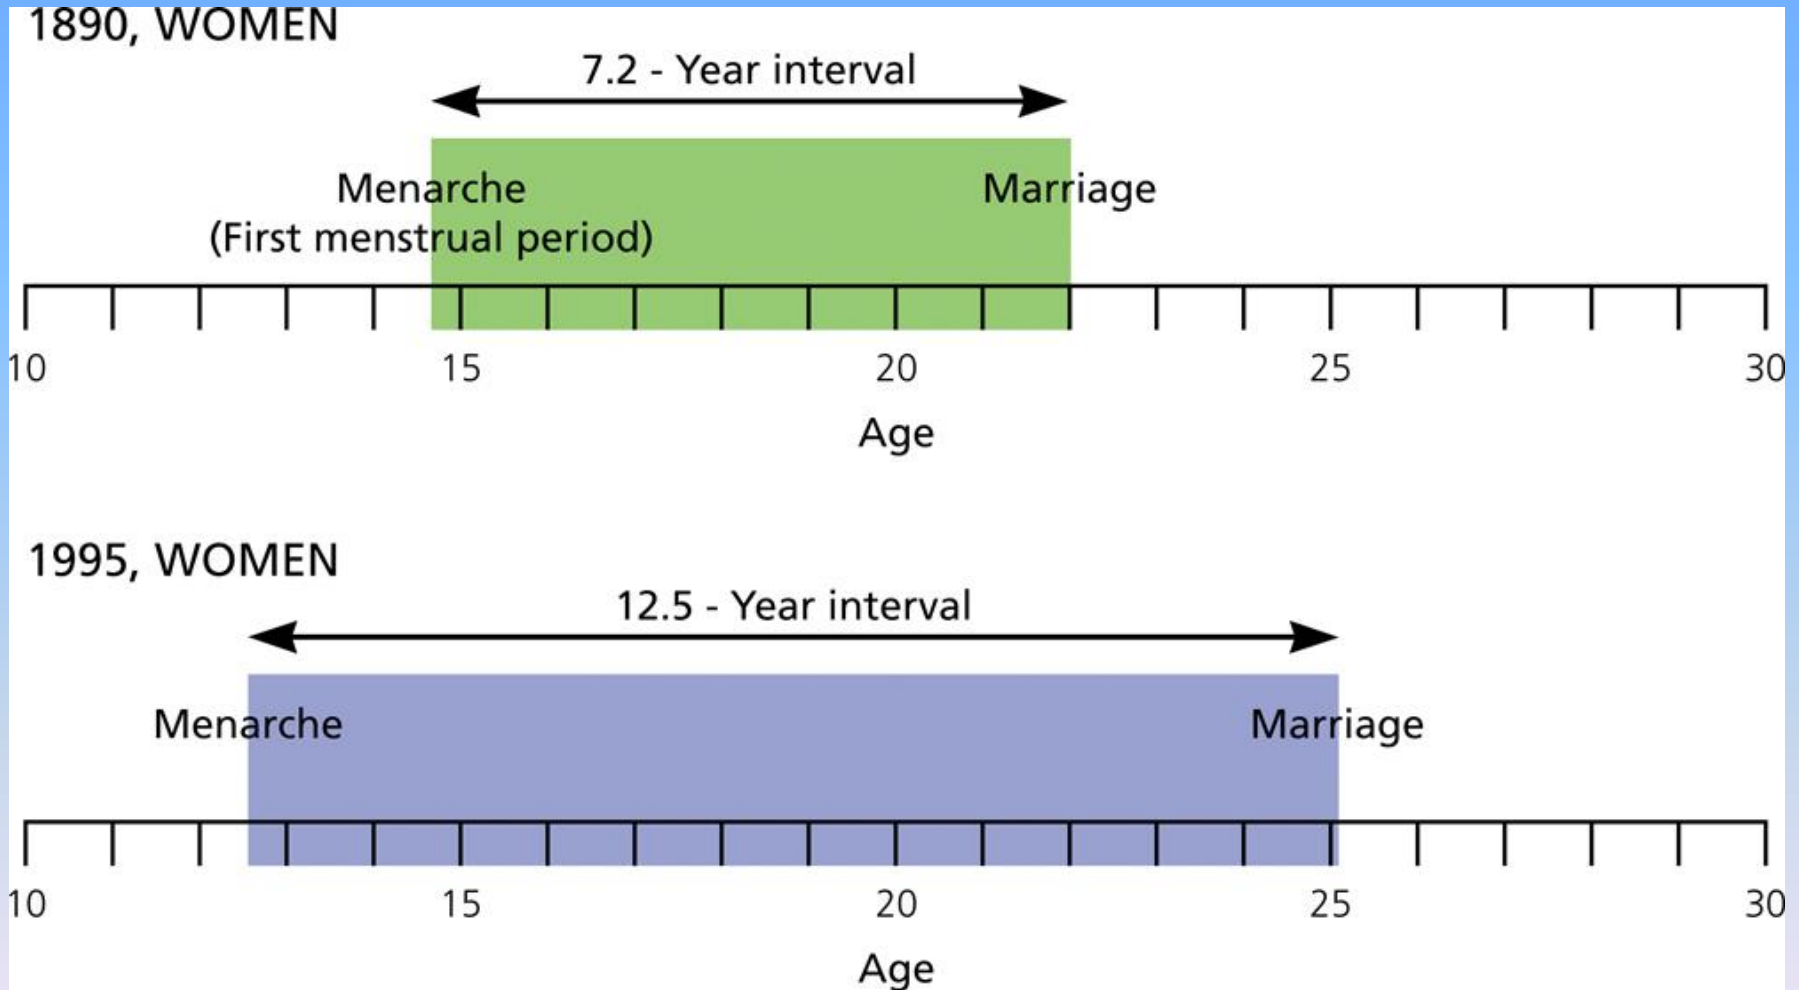 1890, WOMEN
7.2 - Year interval
Menarche
(First menstrual period)
Marriage
10 15 20 25 30
Age
1995, WOMEN
12.5 - Year interval
Menarche
Marriage
10 15 20 25 30
Age